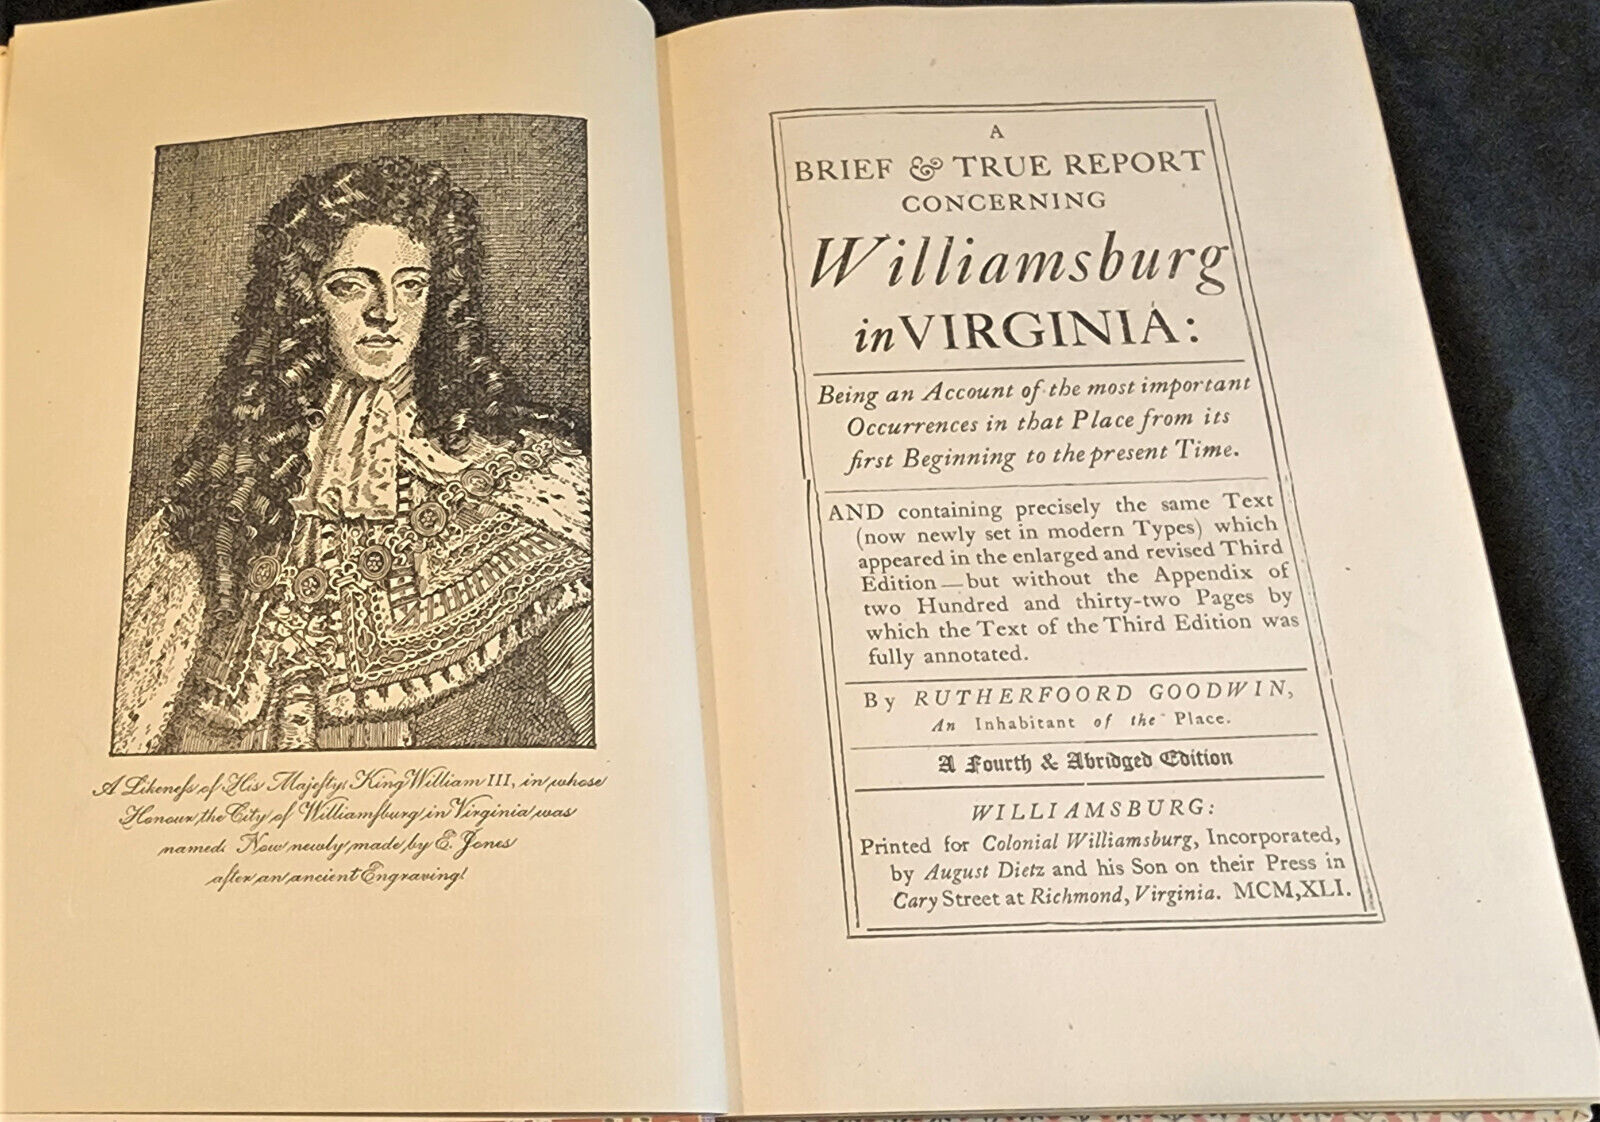 A Likeneſs of His Majeſty, King William III, in whose
Honour, the City of Williamſburg in Virginia was
named. Now newly made by E. Jones
after an ancient Engraving.
A
BRIEF & TRUE REPORT
CONCERNING
Williamsburg
in VIRGINIA:
Being an Account of the most important
Occurrences in that Place from its
first Beginning to the present Time.
AND containing precisely the same Text
(now newly set in modern Types) which
appeared in the enlarged and revised Third
Edition—but without the Appendix of
two Hundred and thirty-two Pages by
which the Text of the Third Edition was
fully annotated.
By RUTHERFOORD GOODWIN,
An Inhabitant of the Place.
A Fourth & Abridged Edition
WILLIAMSBURG:
Printed for Colonial Williamsburg, Incorporated,
by August Dietz and his Son on their Press in
Cary Street at Richmond, Virginia. MCM,XLI.